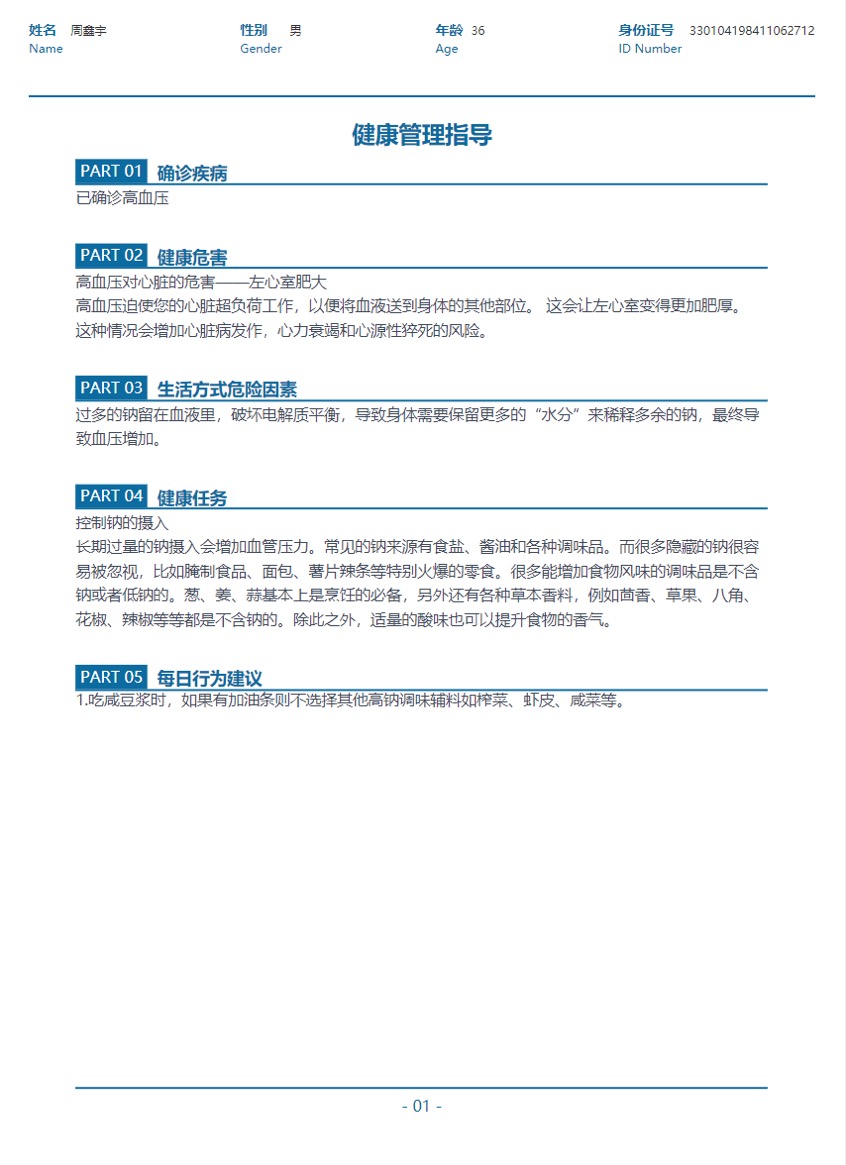 姓名 周鑫宇 性别 男 年龄 36 身份证号 330104198411062712
Name Gender Age ID Number
健康管理指导
PART 01 确诊疾病
已确诊高血压
PART 02 健康危害
高血压对心脏的危害——左心室肥大
高血压迫使您的心脏超负荷工作，以便将血液送到身体的其他部位。 这会让左心室变得更加肥厚。
这种情况会增加心脏病发作，心力衰竭和心源性猝死的风险。
PART 03 生活方式危险因素
过多的钠留在血液里，破坏电解质平衡，导致身体需要保留更多的“水分”来稀释多余的钠，最终导
致血压增加。
PART 04 健康任务
控制钠的摄入
长期过量的钠摄入会增加血管压力。常见的钠来源有食盐、酱油和各种调味品。而很多隐藏的钠很容
易被忽视，比如腌制食品、面包、薯片辣条等特别火爆的零食。很多能增加食物风味的调味品是不含
钠或者低钠的。葱、姜、蒜基本上是烹饪的必备，另外还有各种草本香料，例如茴香、草果、八角、
花椒、辣椒等等都是不含钠的。除此之外，适量的酸味也可以提升食物的香气。
PART 05 每日行为建议
1.吃咸豆浆时，如果有加油条则不选择其他高钠调味辅料如榨菜、虾皮、咸菜等。
- 01 -